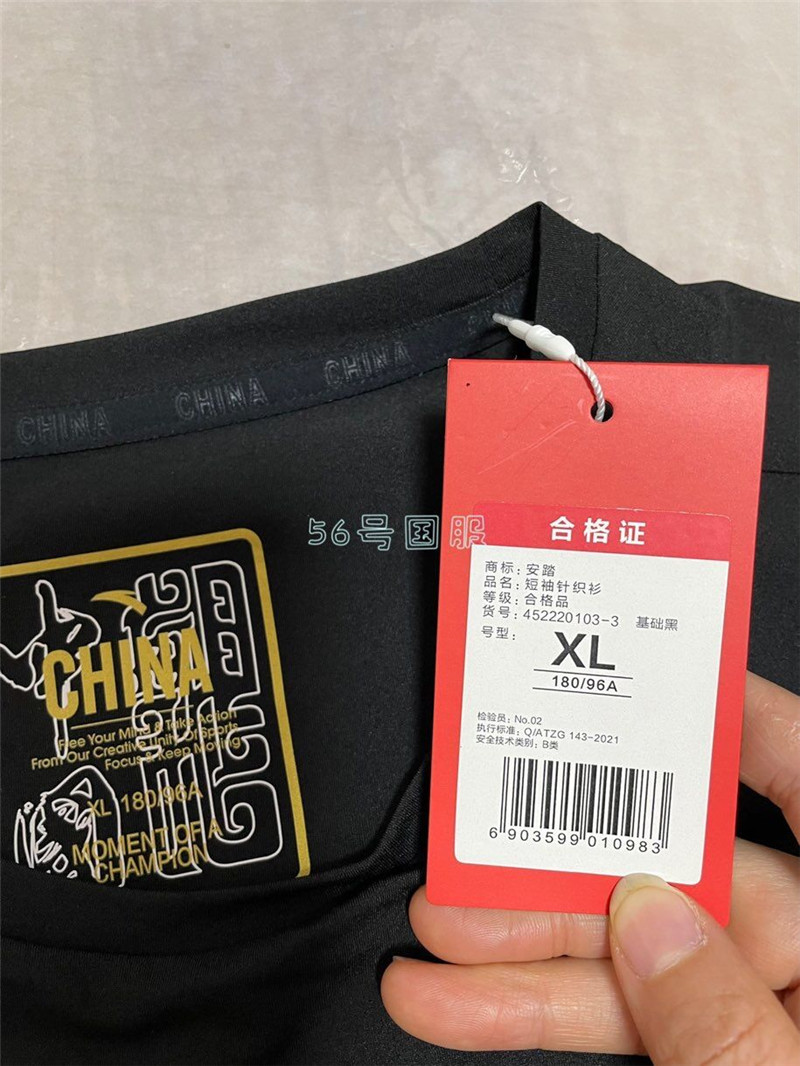 CHINA
CHINA
CHINA
56号国服
合格证
商标：安踏
品名：短袖针织衫
等级：合格品
货号：452220103-3 基础黑
号型：
XL
180/96A
检验员：No.02
执行标准：Q/ATZG 143-2021
安全技术类别：B类
6 903599 010983
CHINA
Free Your Mind & Take Action
From Our Creative Unity of Sports
Focus & Keep Moving
XL 180/96A
MOMENT OF A
CHAMPION